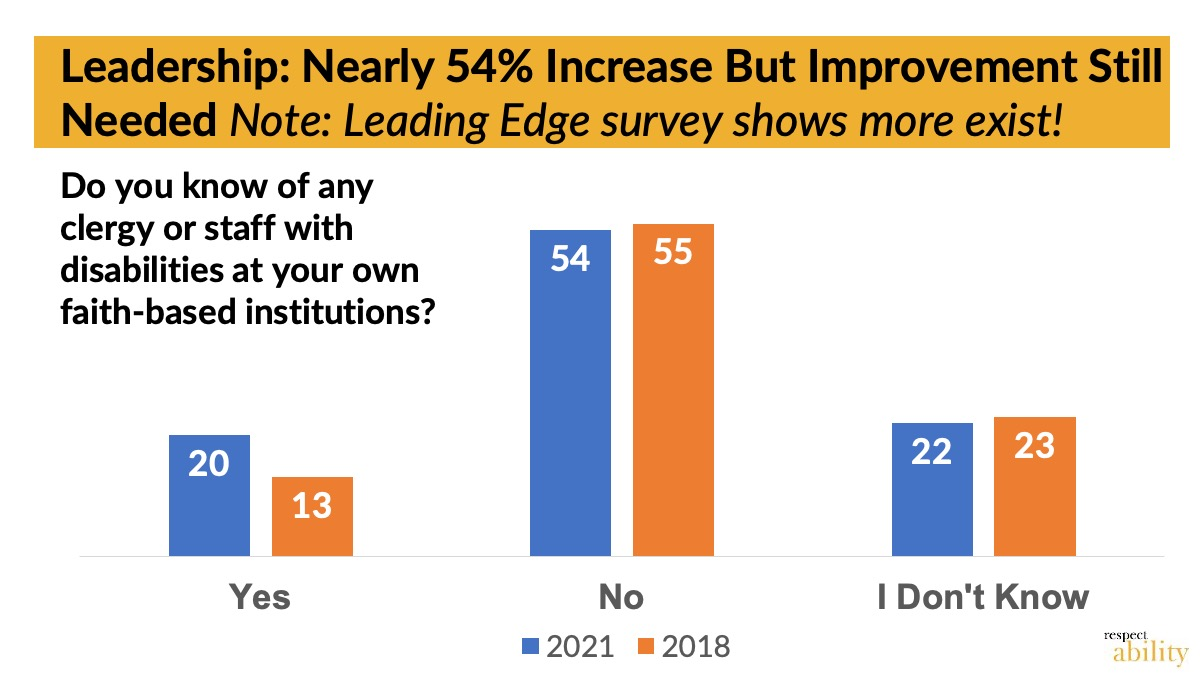 Leadership: Nearly 54% Increase But Improvement Still
Needed Note: Leading Edge survey shows more exist!
Do you know of any
clergy or staff with
disabilities at your own
faith-based institutions?
54
55
20
13
22
23
Yes
No
I Don't Know
2021
2018
respect
ability